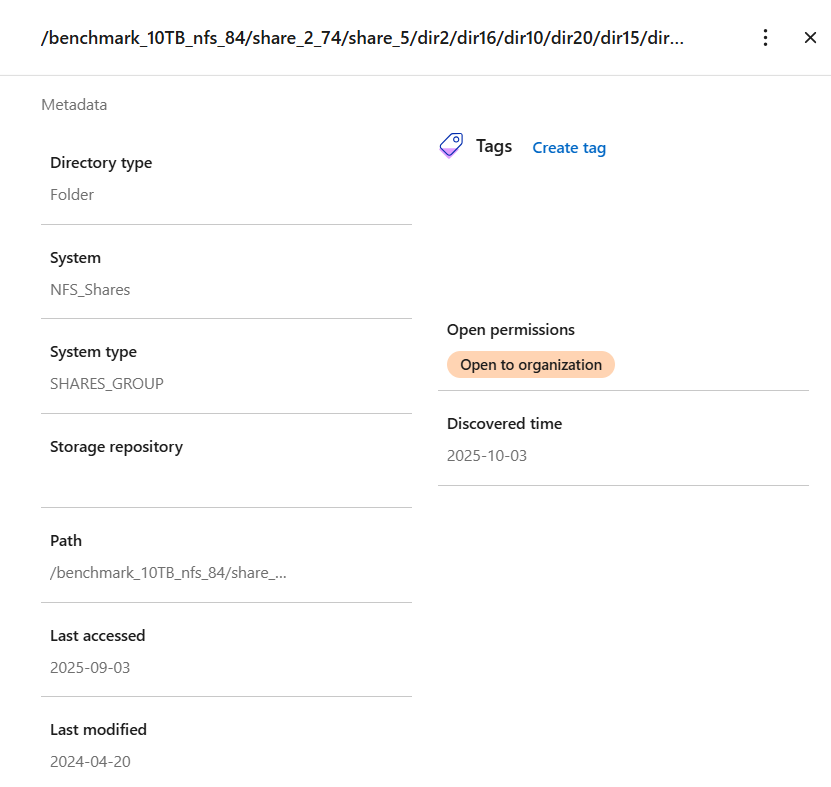 /benchmark_10TB_nfs_84/share_2_74/share_5/dir2/dir16/dir10/dir20/dir15/dir...
Metadata
Directory type
Folder
System
NFS_Shares
System type
SHARES_GROUP
Storage repository
Path
/benchmark_10TB_nfs_84/share_...
Last accessed
2025-09-03
Last modified
2024-04-20
Tags Create tag
Open permissions
Open to organization
Discovered time
2025-10-03